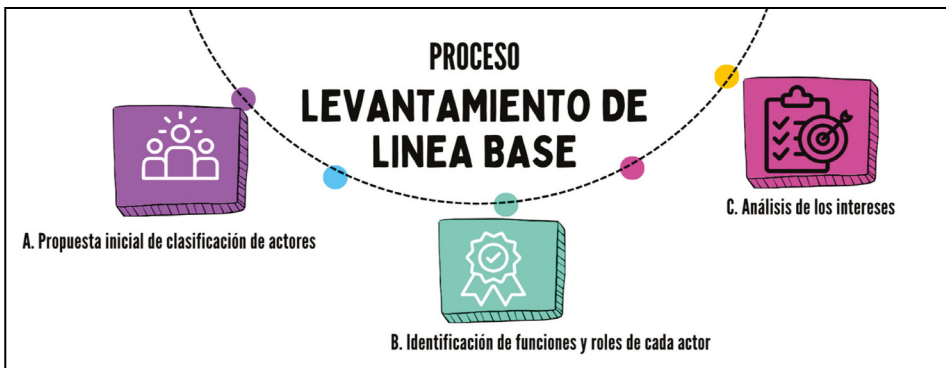 PROCESO
LEVANTAMIENTO DE
LINEA BASE
A. Propuesta inicial de clasificación de actores
B. Identificación de funciones y roles de cada actor
C. Análisis de los intereses